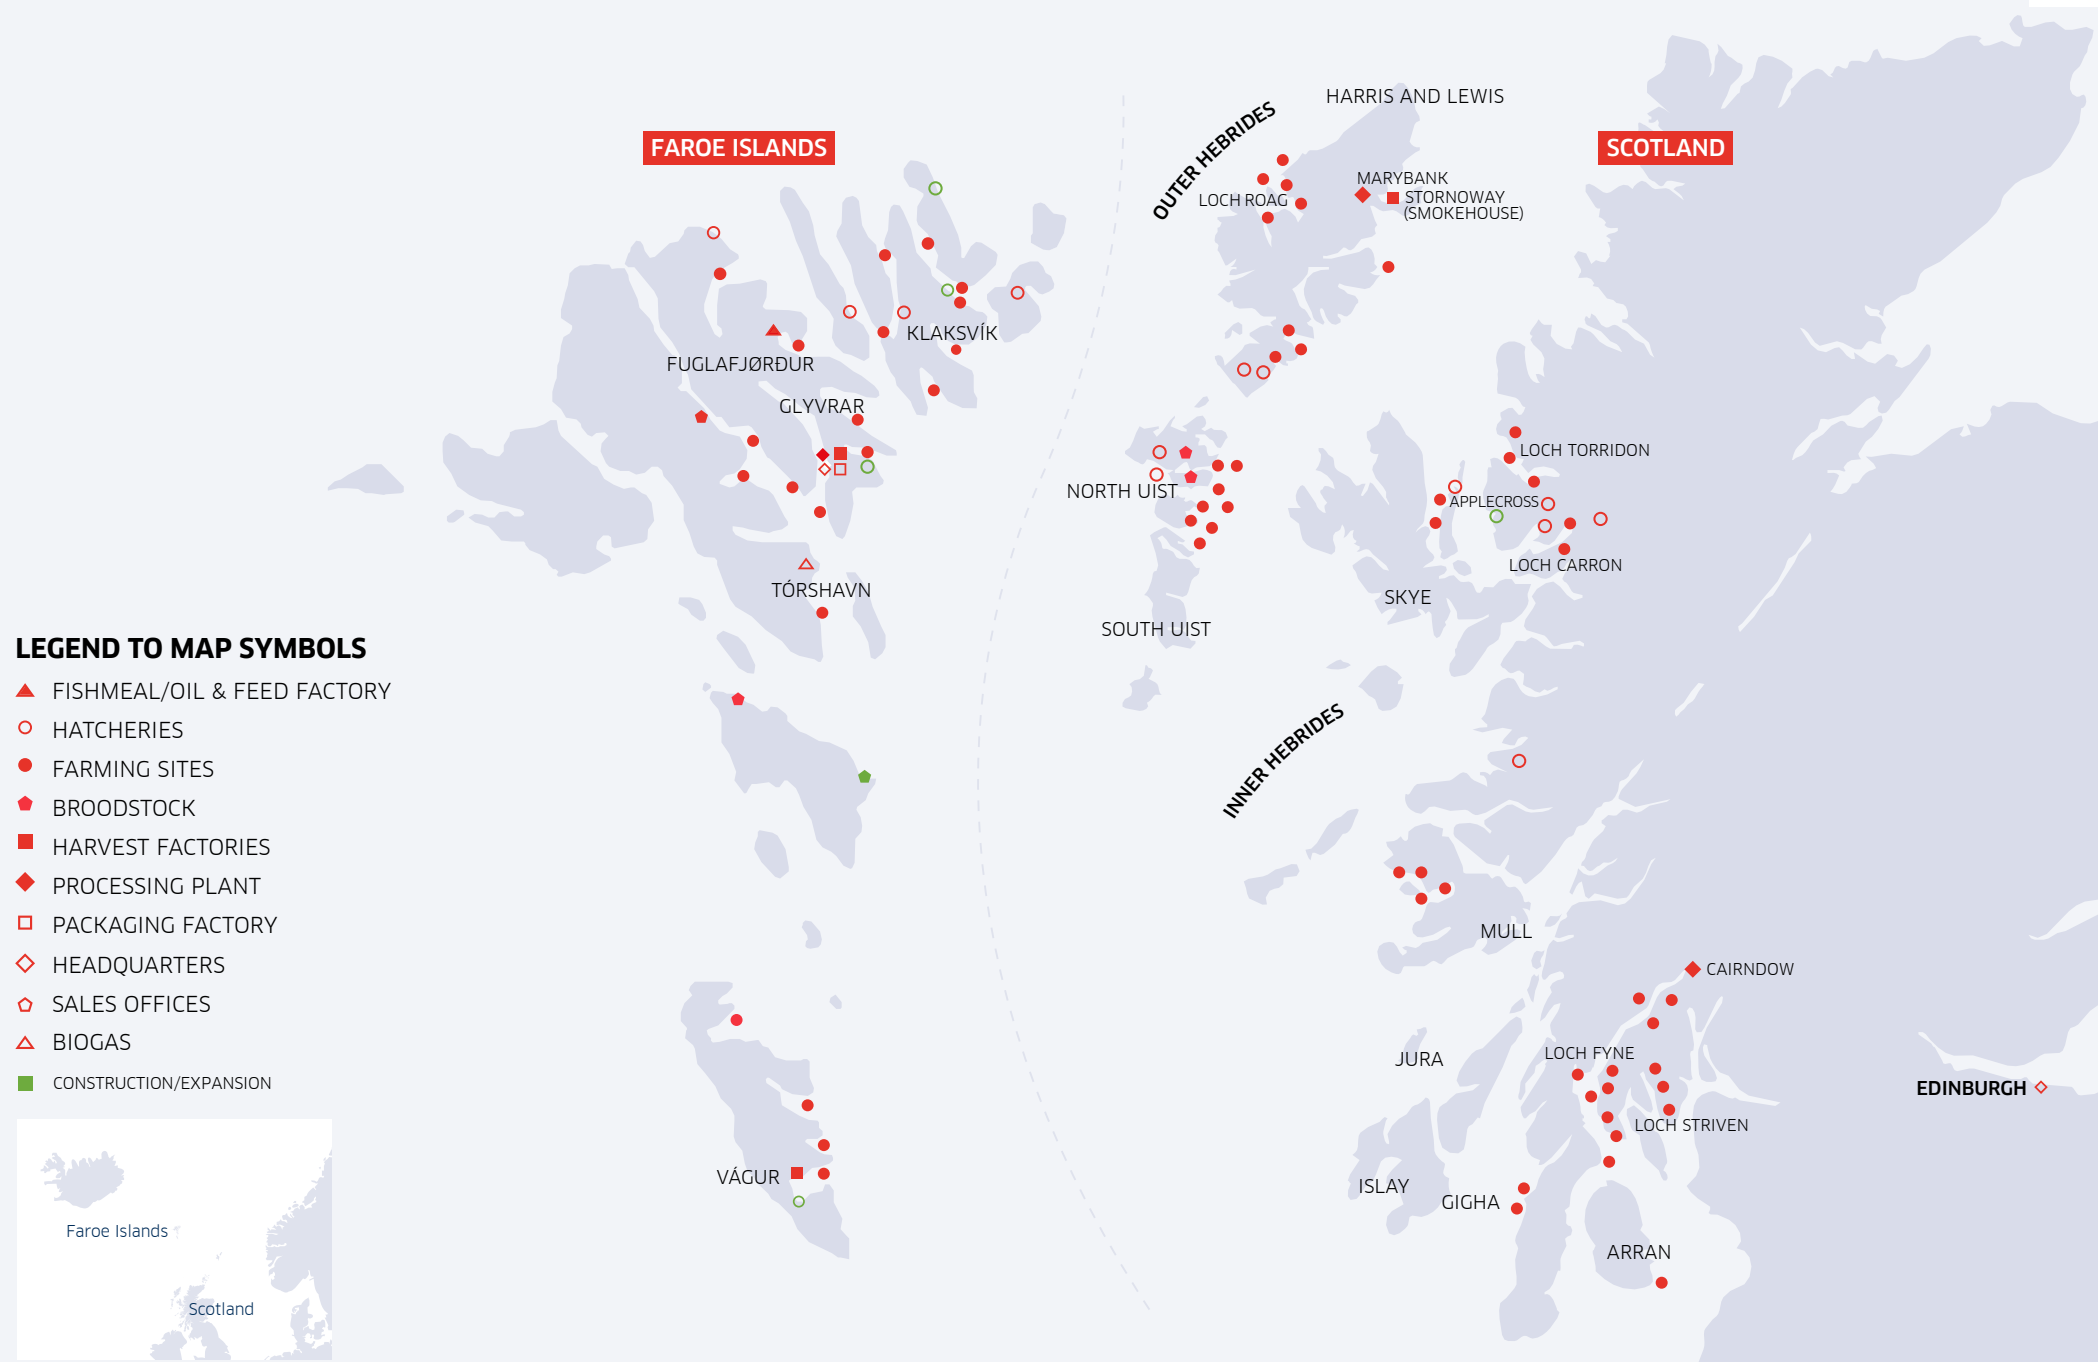 FAROE ISLANDS
SCOTLAND
OUTER HEBRIDES
HARRIS AND LEWIS
LOCH ROAG
MARYBANK
STORNOWAY
(SMOKEHOUSE)
KLAKSVÍK
FUGLAFJØRÐUR
GLYVRAR
TÓRSHAVN
VÁGUR
NORTH UIST
SOUTH UIST
LOCH TORRIDON
APPLECROSS
LOCH CARRON
SKYE
INNER HEBRIDES
MULL
CAIRNDOW
JURA
LOCH FYNE
LOCH STRIVEN
EDINBURGH
ISLAY
GIGHA
ARRAN
LEGEND TO MAP SYMBOLS
FISHMEAL/OIL & FEED FACTORY
HATCHERIES
FARMING SITES
BROODSTOCK
HARVEST FACTORIES
PROCESSING PLANT
PACKAGING FACTORY
HEADQUARTERS
SALES OFFICES
BIOGAS
CONSTRUCTION/EXPANSION
Faroe Islands
Scotland